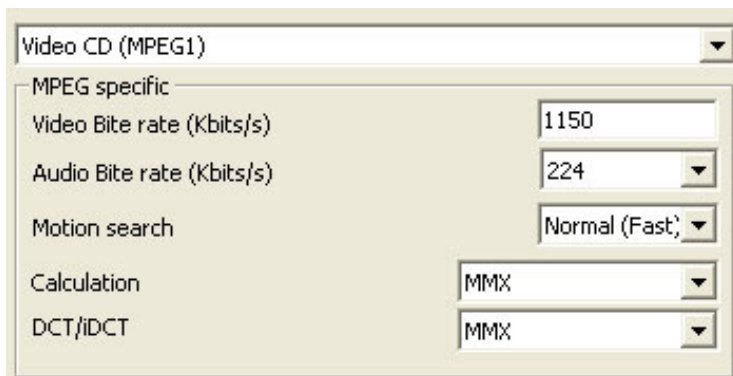 Video CD (MPEG1)
MPEG specific
Video Bite rate (Kbits/s) 1150
Audio Bite rate (Kbits/s) 224
Motion search Normal (Fast)
Calculation MMX
DCT/iDCT MMX